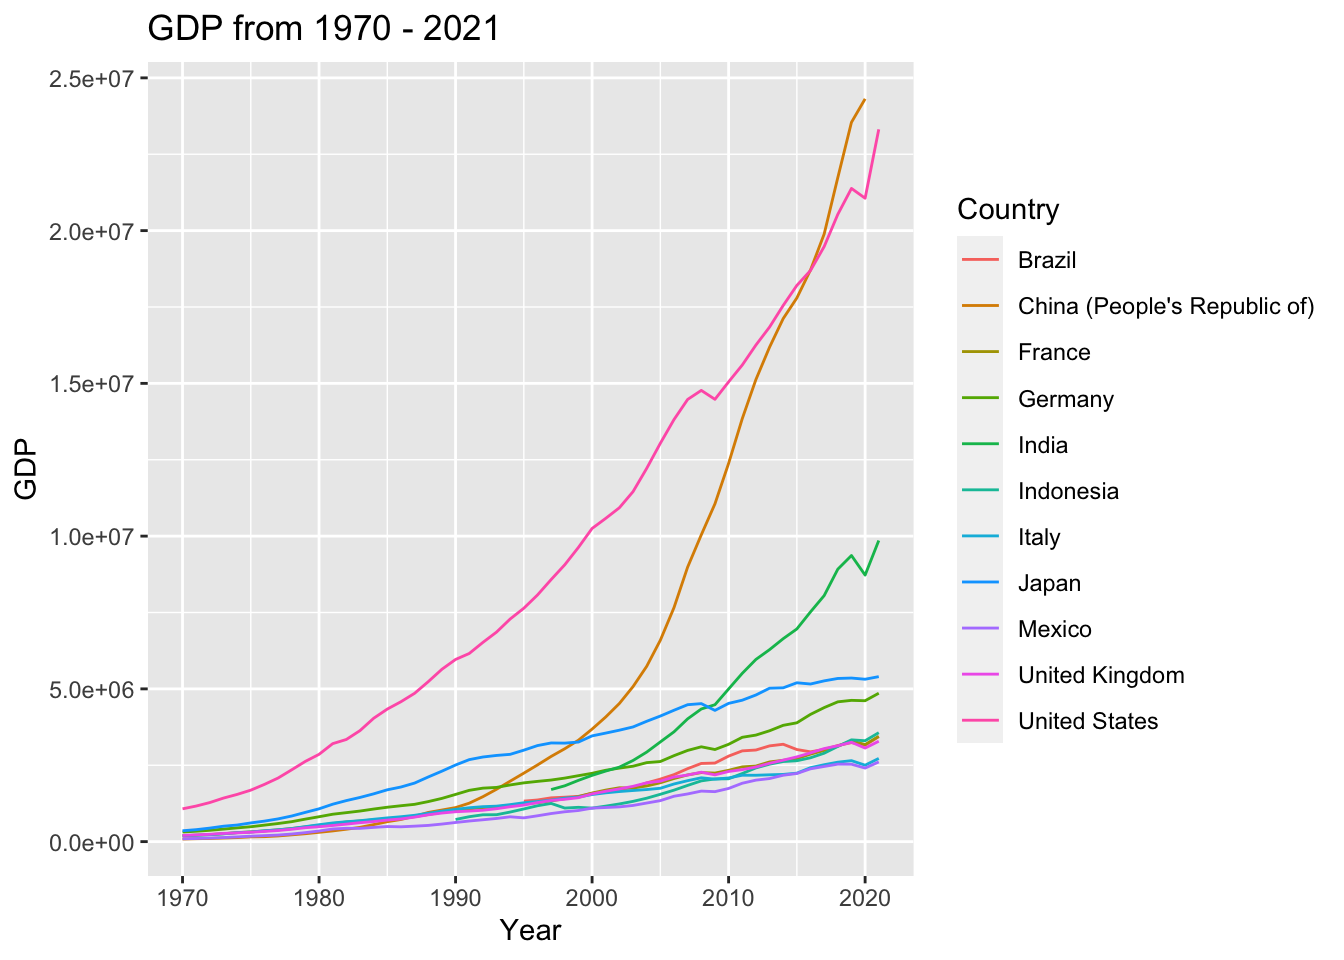 GDP from 1970 - 2021
2.5e+07
2.0e+07
1.5e+07
1.0e+07
5.0e+06
0.0e+00
GDP
1970 1980 1990 2000 2010 2020
Year
Country
Brazil
China (People's Republic of)
France
Germany
India
Indonesia
Italy
Japan
Mexico
United Kingdom
United States